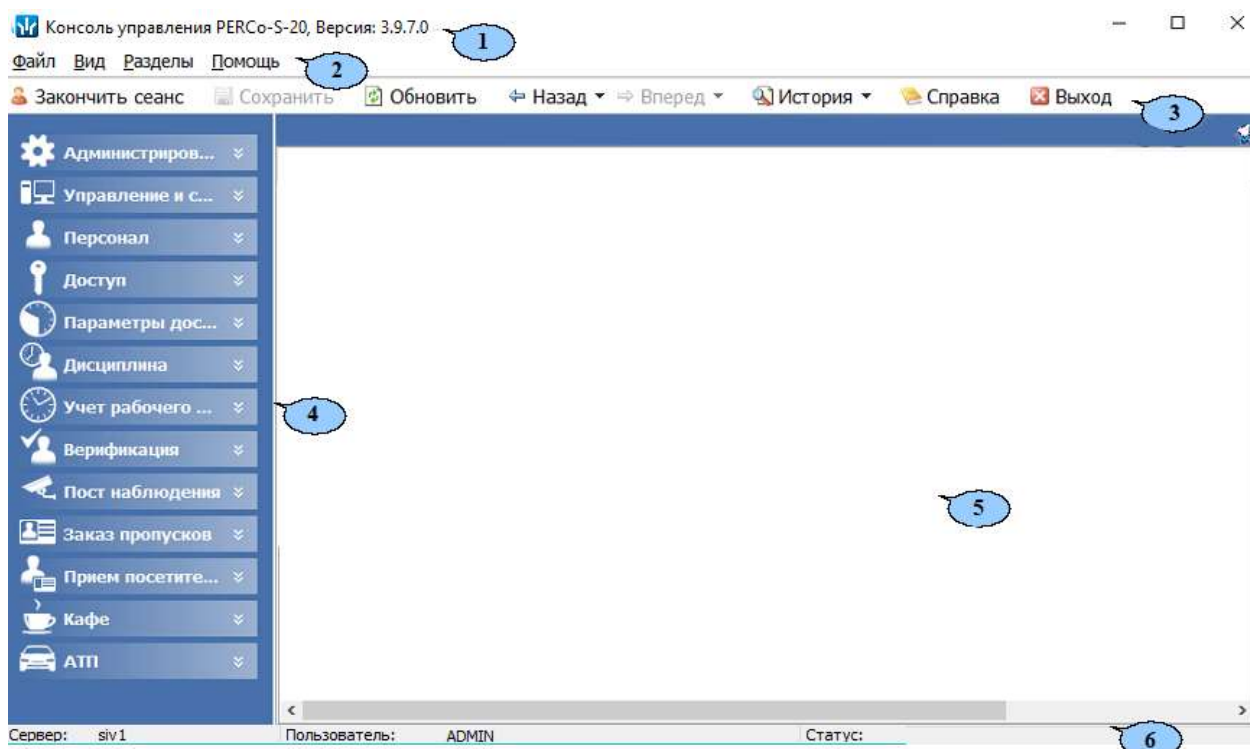 Консоль управления PERCo-S-20, Версия: 3.9.7.0
1
Файл Вид Разделы Помощь
2
Закончить сеанс Сохранить Обновить Назад Вперед История Справка Выход
3
Администриров...
Управление и с...
Персонал
Доступ
Параметры дос...
Дисциплина
Учет рабочего ...
4
Верификация
Пост наблюдения
5
Заказ пропусков
Прием посетите...
Кафе
АТП
Сервер: siv1 Пользователь: ADMIN Статус:
6